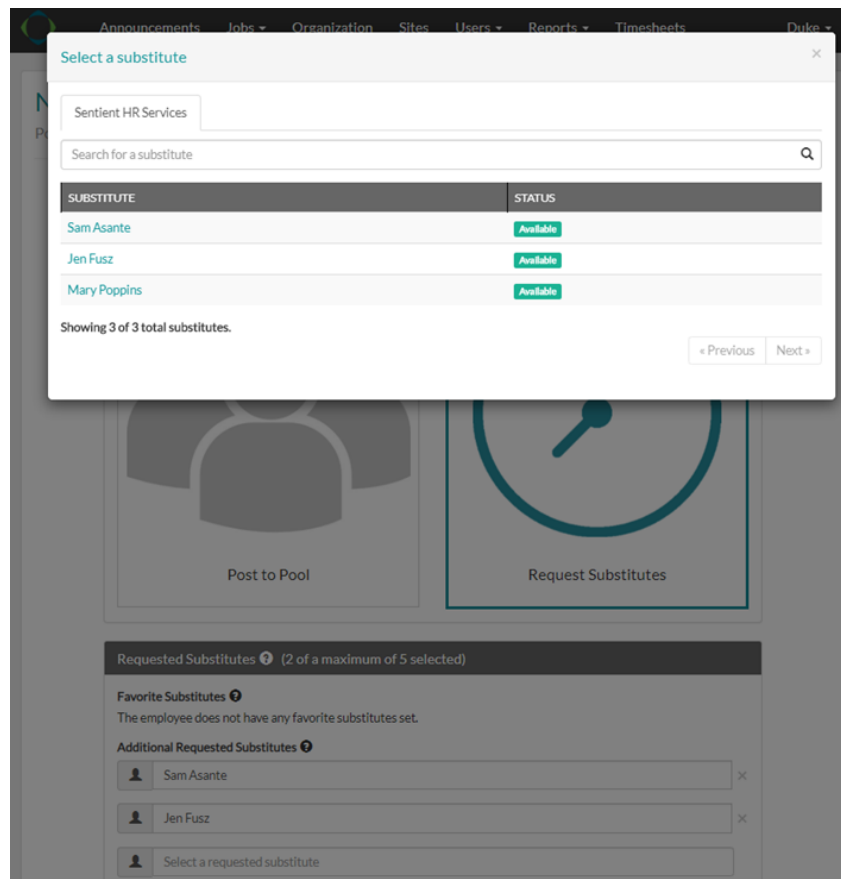 Announcements Jobs Organization Sites Users Reports Timesheets Duke
Select a substitute ×
Sentient HR Services
Search for a substitute
SUBSTITUTE STATUS
Sam Asante Available
Jen Fusz Available
Mary Poppins Available
Showing 3 of 3 total substitutes.
« Previous Next »
Post to Pool Request Substitutes
Requested Substitutes ? (2 of a maximum of 5 selected)
Favorite Substitutes ?
The employee does not have any favorite substitutes set.
Additional Requested Substitutes ?
Sam Asante ×
Jen Fusz ×
Select a requested substitute